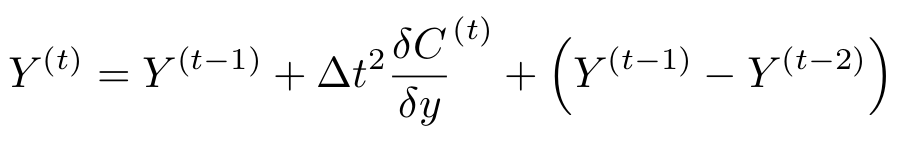 Y^{(t)} = Y^{(t-1)} + \Delta t^2 \frac{\delta C}{\delta y}^{(t)} + \left( Y^{(t-1)} - Y^{(t-2)} \right)